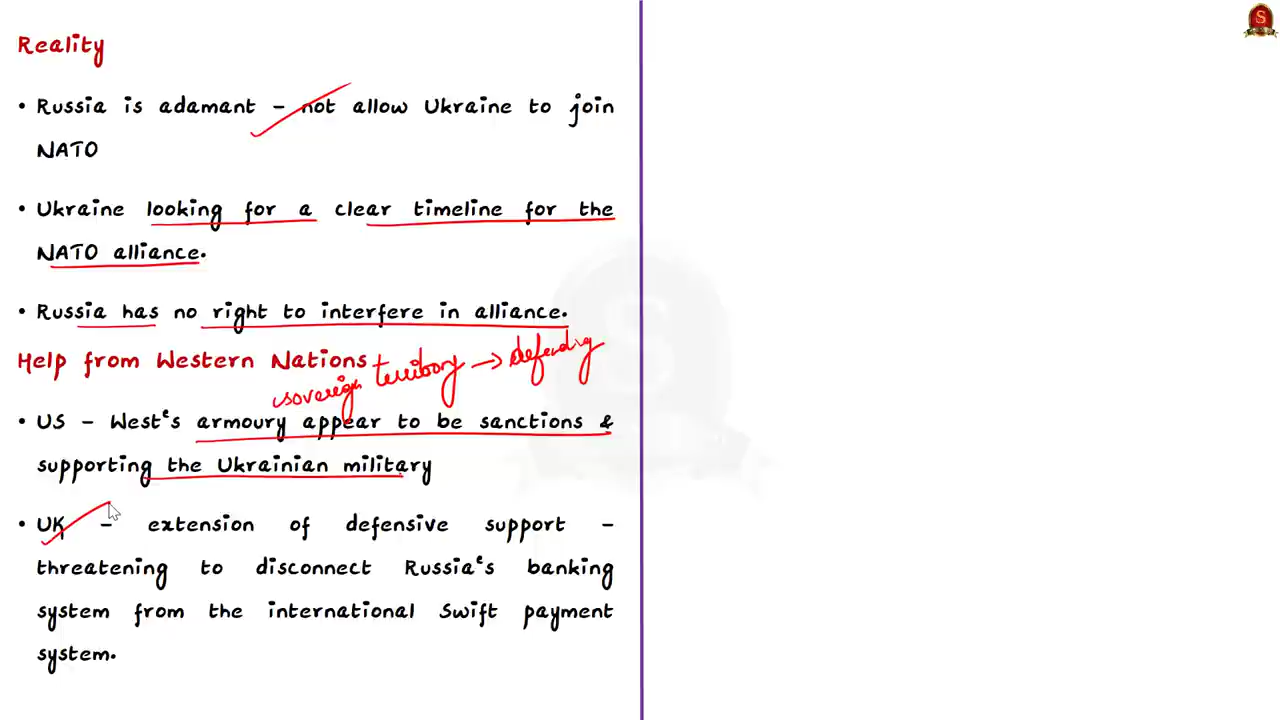 Reality
• Russia is adamant – not allow Ukraine to join
NATO
• Ukraine looking for a clear timeline for the
NATO alliance.
• Russia has no right to interfere in alliance.
Help from Western Nations
sovereign territory → defending
• US – West's armoury appear to be sanctions &
supporting the Ukrainian military
• UK – extension of defensive support –
threatening to disconnect Russia's banking
system from the international Swift payment
system.
S